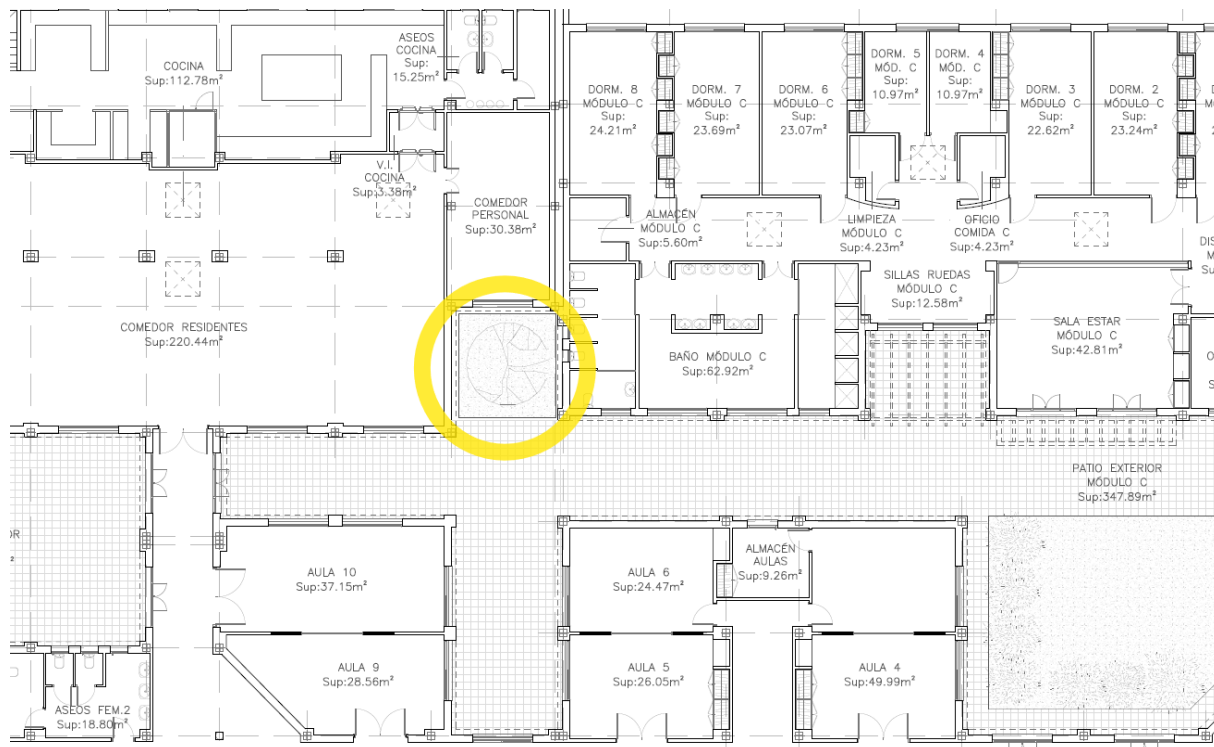 ASEOS
COCINA
Sup:
15.25m²
COCINA
Sup:112.78m²
V.I.
COCINA
Sup:3.38m²
COMEDOR
PERSONAL
Sup:30.38m²
COMEDOR RESIDENTES
Sup:220.44m²
DORM. 8
MÓDULO C
Sup:
24.21m²
DORM. 7
MÓDULO C
Sup:
23.69m²
DORM. 6
MÓDULO C
Sup:
23.07m²
DORM. 5
MÓD. C
Sup:
10.97m²
DORM. 4
MÓD. C
Sup:
10.97m²
DORM. 3
MÓDULO C
Sup:
22.62m²
DORM. 2
MÓDULO C
Sup:
23.24m²
ALMACÉN
MÓDULO C
Sup:5.60m²
LIMPIEZA
MÓDULO C
Sup:4.23m²
OFICIO
COMIDA C
Sup:4.23m²
SILLAS RUEDAS
MÓDULO C
Sup:12.58m²
SALA ESTAR
MÓDULO C
Sup:42.81m²
BAÑO MÓDULO C
Sup:62.92m²
PATIO EXTERIOR
MÓDULO C
Sup:347.89m²
AULA 10
Sup:37.15m²
AULA 9
Sup:28.56m²
AULA 6
Sup:24.47m²
ALMACÉN
AULAS
Sup:9.26m²
AULA 5
Sup:26.05m²
AULA 4
Sup:49.99m²
ASEOS FEM.2
Sup:18.80m²